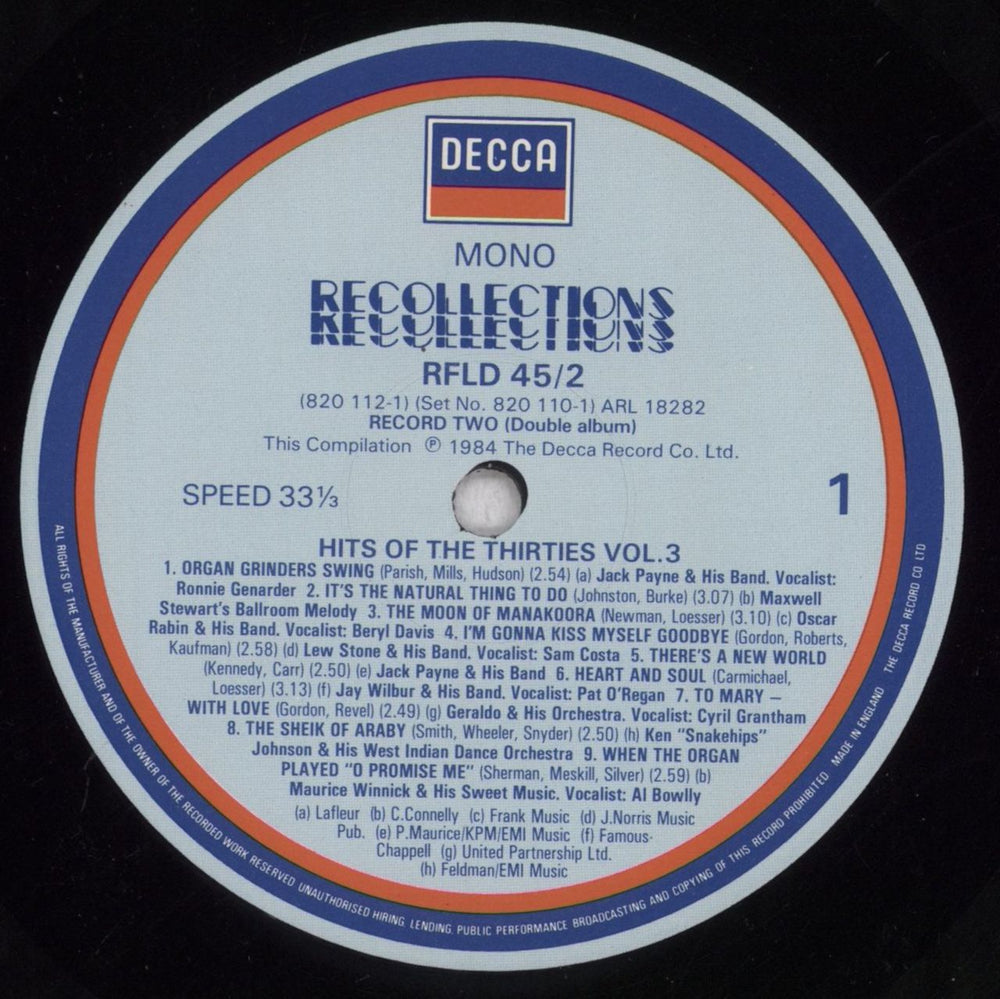 DECCA
MONO
RECOLLECTIONS
RFLD 45/2
(820 112-1) (Set No. 820 110-1) ARL 18282
RECORD TWO (Double album)
This Compilation ℗ 1984 The Decca Record Co. Ltd.
SPEED 33⅓
1
HITS OF THE THIRTIES VOL.3
1. ORGAN GRINDERS SWING (Parish, Mills, Hudson) (2.54) (a) Jack Payne & His Band. Vocalist:
Ronnie Genarder 2. IT'S THE NATURAL THING TO DO (Johnston, Burke) (3.07) (b) Maxwell
Stewart's Ballroom Melody 3. THE MOON OF MANAKOORA (Newman, Loesser) (3.10) (c) Oscar
Rabin & His Band. Vocalist: Beryl Davis 4. I'M GONNA KISS MYSELF GOODBYE (Gordon, Roberts,
Kaufman) (2.58) (d) Lew Stone & His Band. Vocalist: Sam Costa 5. THERE'S A NEW WORLD
(Kennedy, Carr) (2.50) (e) Jack Payne & His Band 6. HEART AND SOUL (Carmichael,
Loesser) (3.13) (f) Jay Wilbur & His Band. Vocalist: Pat O'Regan 7. TO MARY –
WITH LOVE (Gordon, Revel) (2.49) (g) Geraldo & His Orchestra. Vocalist: Cyril Grantham
8. THE SHEIK OF ARABY (Smith, Wheeler, Snyder) (2.50) (h) Ken "Snakehips"
Johnson & His West Indian Dance Orchestra 9. WHEN THE ORGAN
PLAYED "O PROMISE ME" (Sherman, Meskill, Silver) (2.59) (b)
Maurice Winnick & His Sweet Music. Vocalist: Al Bowlly
(a) Lafleur (b) C.Connelly (c) Frank Music (d) J.Norris Music
Pub. (e) P.Maurice/KPM/EMI Music (f) Famous-
Chappell (g) United Partnership Ltd.
(h) Feldman/EMI Music
ALL RIGHTS OF THE MANUFACTURER AND OF THE OWNER OF THE RECORDED WORK RESERVED UNAUTHORISED HIRING, LENDING, PUBLIC PERFORMANCE BROADCASTING AND COPYING OF THIS RECORD PROHIBITED MADE IN ENGLAND THE DECCA RECORD CO LTD